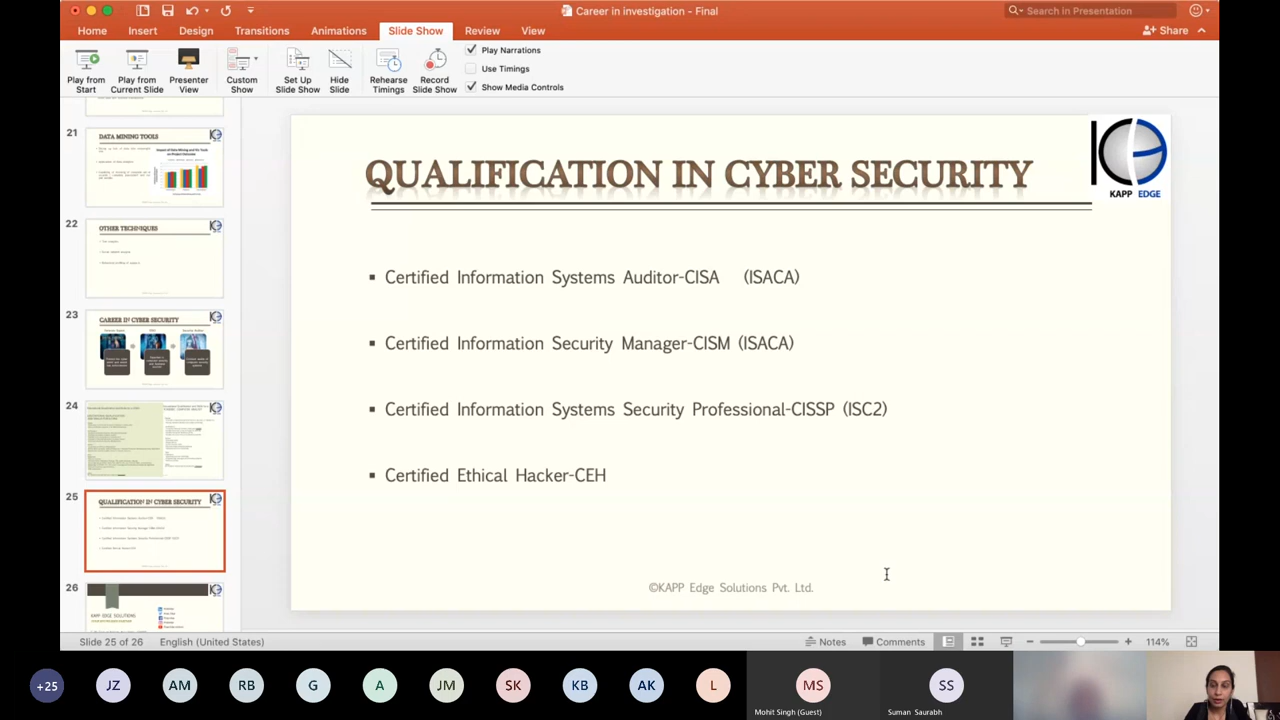 Career in investigation - Final
Search in Presentation
Home Insert Design Transitions Animations Slide Show Review View
Share
Play from Start
Play from Current Slide
Presenter View
Custom Show
Set Up Slide Show
Hide Slide
Rehearse Timings
Record Slide Show
Play Narrations
Use Timings
Show Media Controls
21
DATA MINING TOOLS
22
OTHER TECHNIQUES
23
CAREER IN CYBER SECURITY
24
25
QUALIFICATION IN CYBER SECURITY
26
KAPP EDGE SOLUTIONS
QUALIFICATION IN CYBER SECURITY
KAPP EDGE
▪ Certified Information Systems Auditor-CISA (ISACA)
▪ Certified Information Security Manager-CISM (ISACA)
▪ Certified Information Systems Security Professional-CISSP (ISC2)
▪ Certified Ethical Hacker-CEH
©KAPP Edge Solutions Pvt. Ltd.
Slide 25 of 26 English (United States)
Notes Comments 114%
+25 JZ AM RB G A JM SK KB AK L MS SS
Mohit Singh (Guest) Suman Saurabh